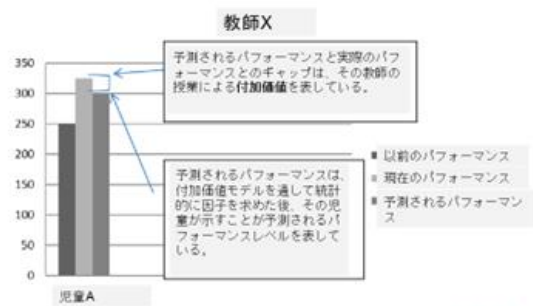 教師X
350
300
250
200
150
100
50
0
予測されるパフォーマンスと実際のパフ
ォーマンスとのギャップは、その教師の
授業による付加価値を表している。
予測されるパフォーマンスは、
付加価値モデルを通して統計
的に因子を求めた後、その児
童が示すことが予測されるパ
フォーマンスレベルを表して
いる。
以前のパフォーマンス
現在のパフォーマンス
予測されるパフォーマン
ス
児童A